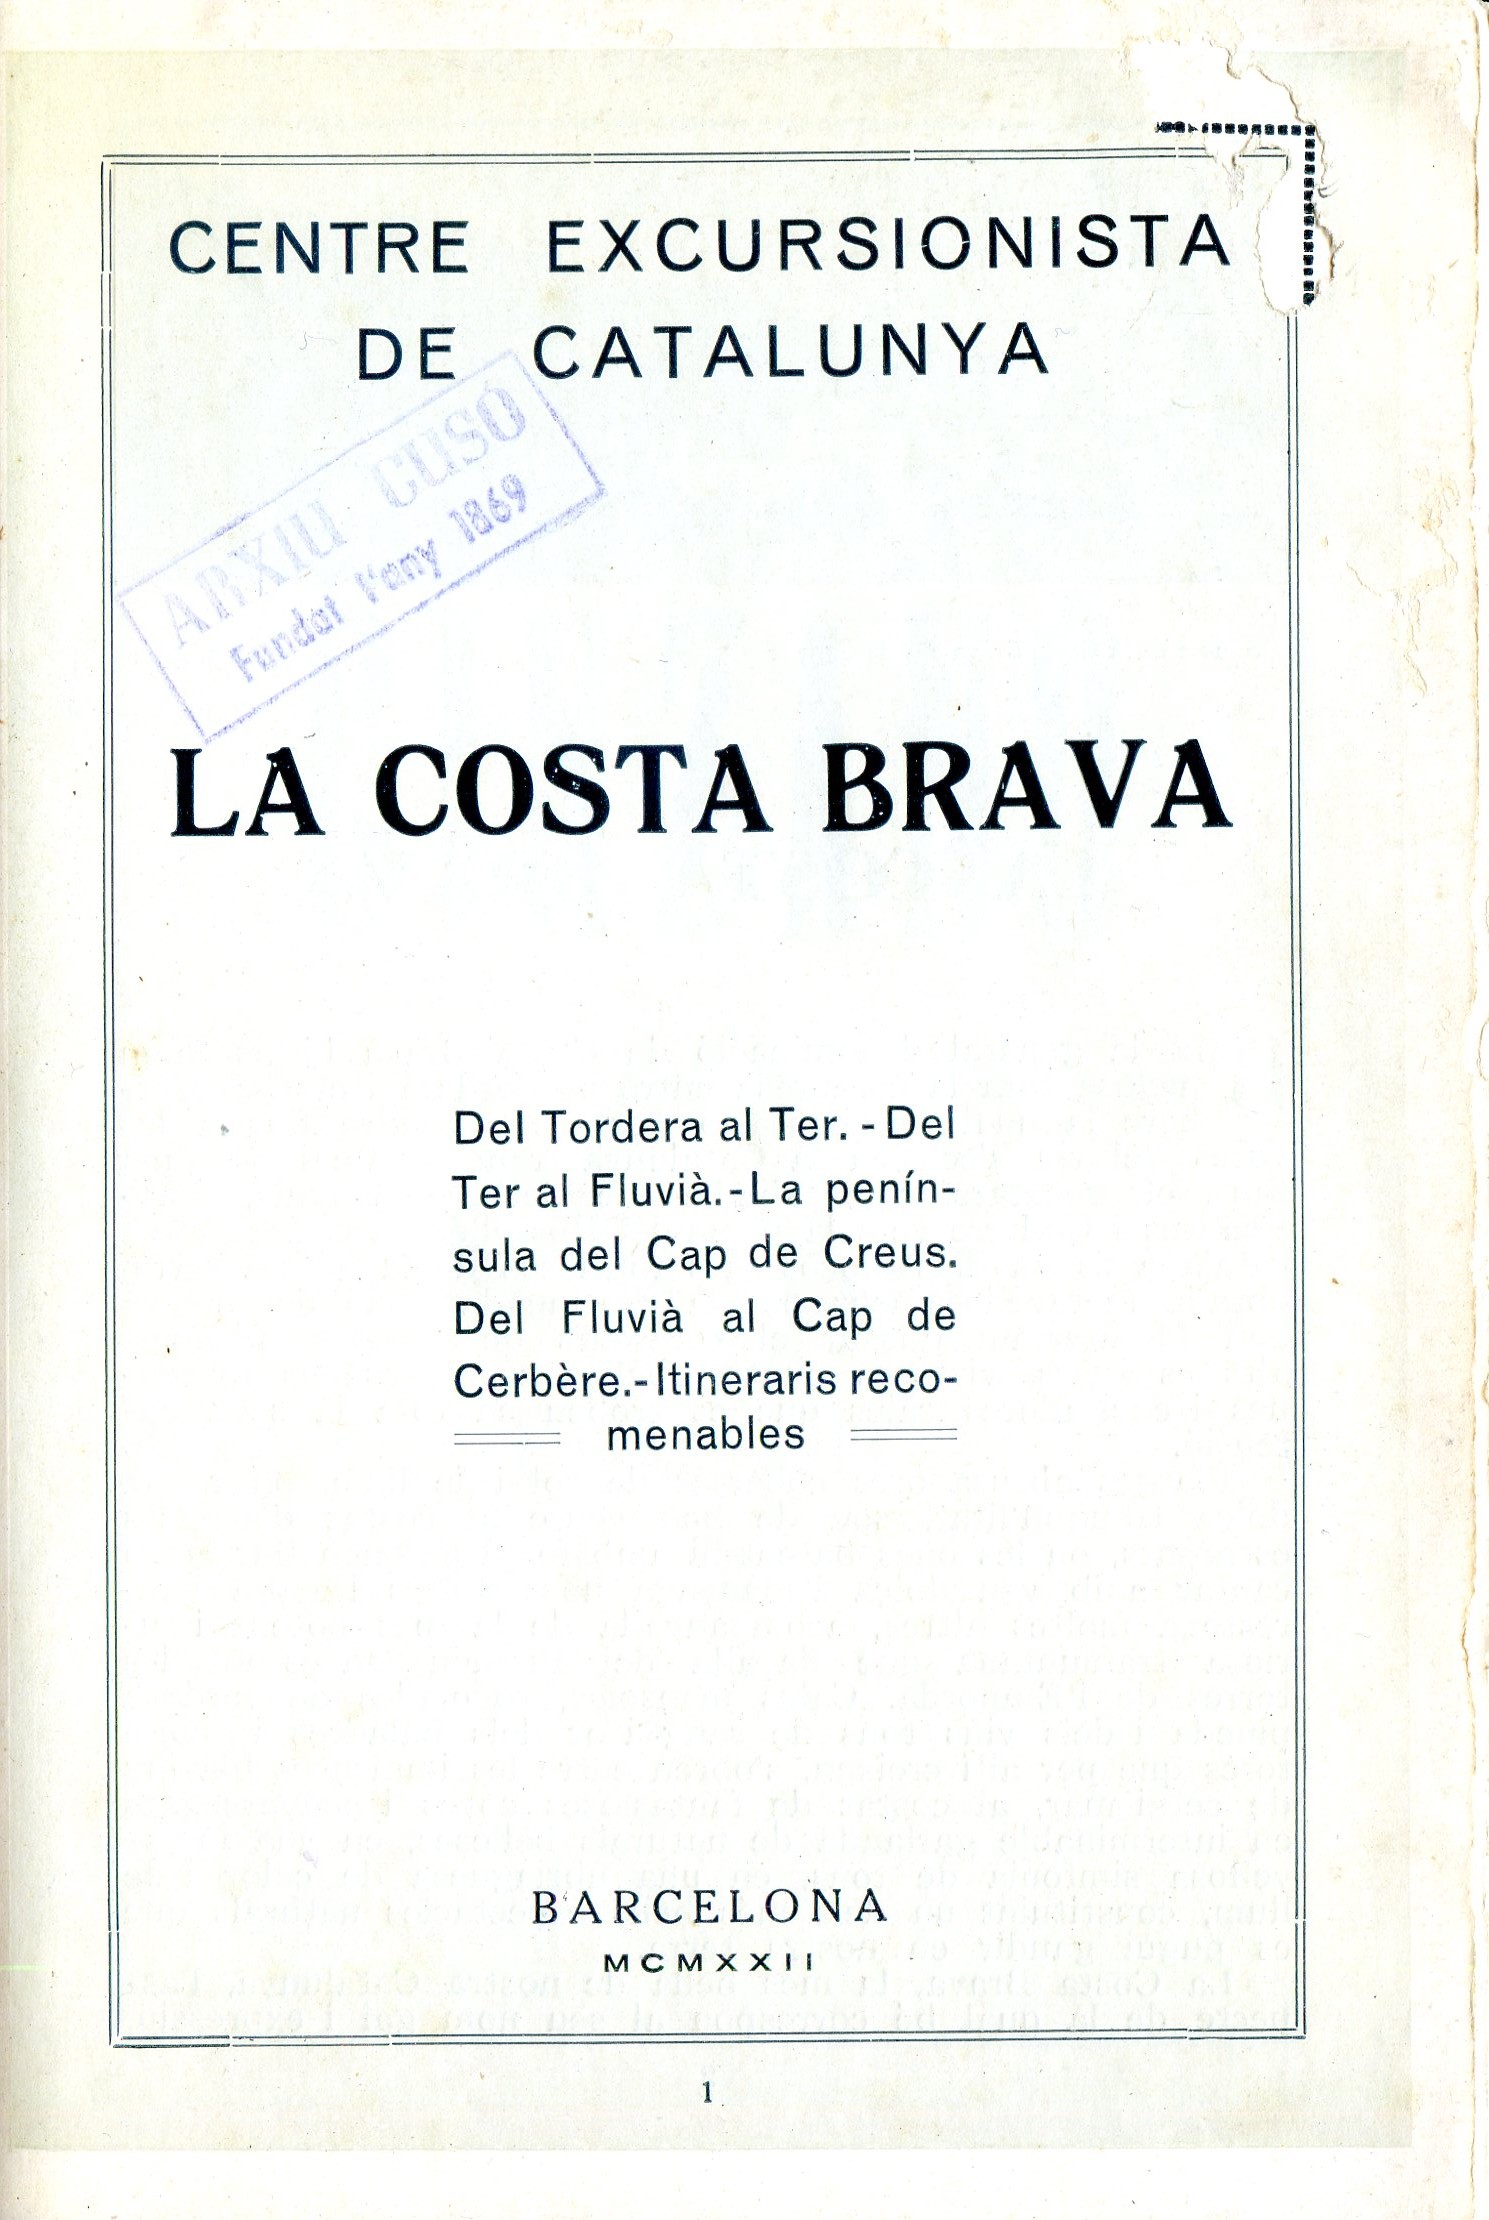 CENTRE EXCURSIONISTA
DE CATALUNYA
ARXIU CUSÓ
Fundat l'any 1869
LA COSTA BRAVA
Del Tordera al Ter. - Del
Ter al Fluvià.-La penín-
sula del Cap de Creus.
Del Fluvià al Cap de
Cerbère.-Itineraris reco-
menables
BARCELONA
MCMXXII
1